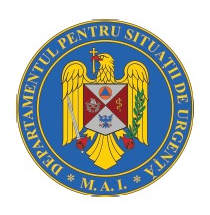 DEPARTAMENTUL PENTRU SITUAȚII DE URGENȚĂ
* M.A.I. *